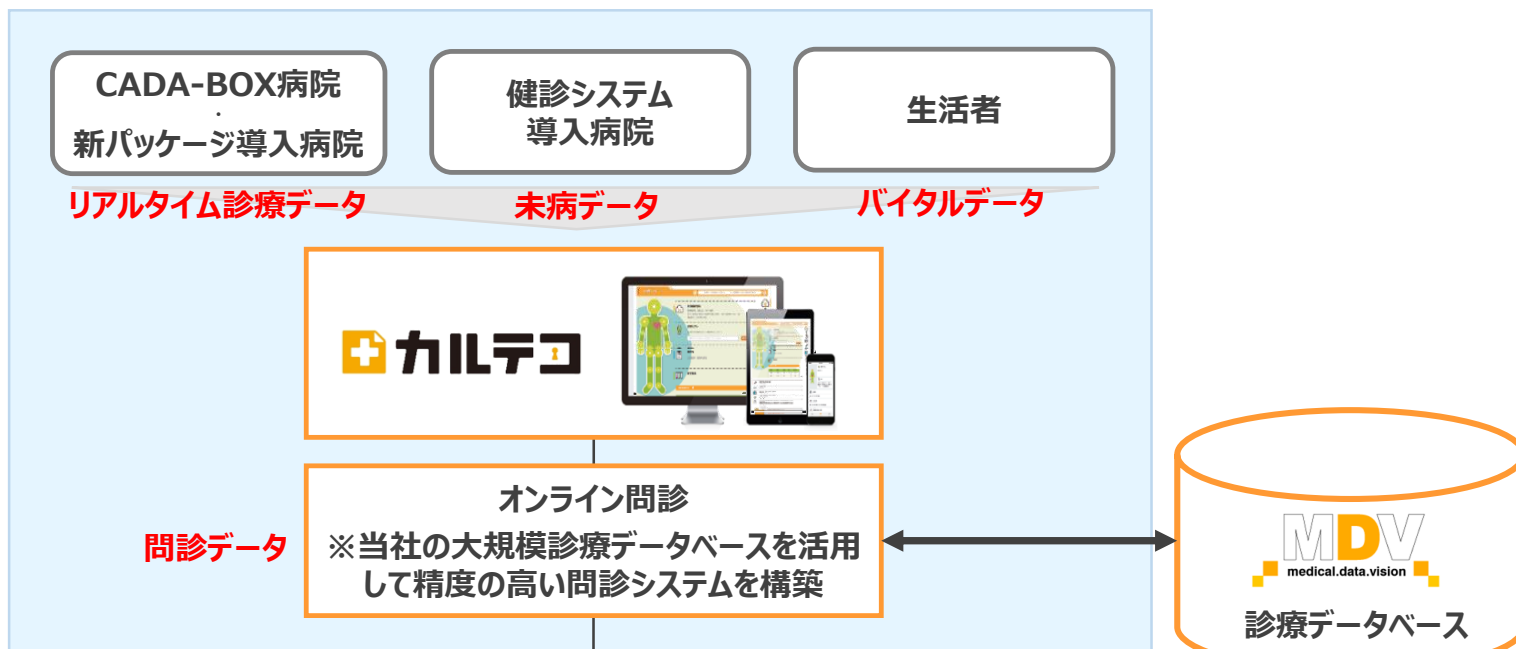 CADA-BOX病院
・
新パッケージ導入病院
健診システム
導入病院
生活者
リアルタイム診療データ
未病データ
バイタルデータ
カルテコ
オンライン問診
※当社の大規模診療データベースを活用
して精度の高い問診システムを構築
問診データ
MDV
medical.data.vision
診療データベース